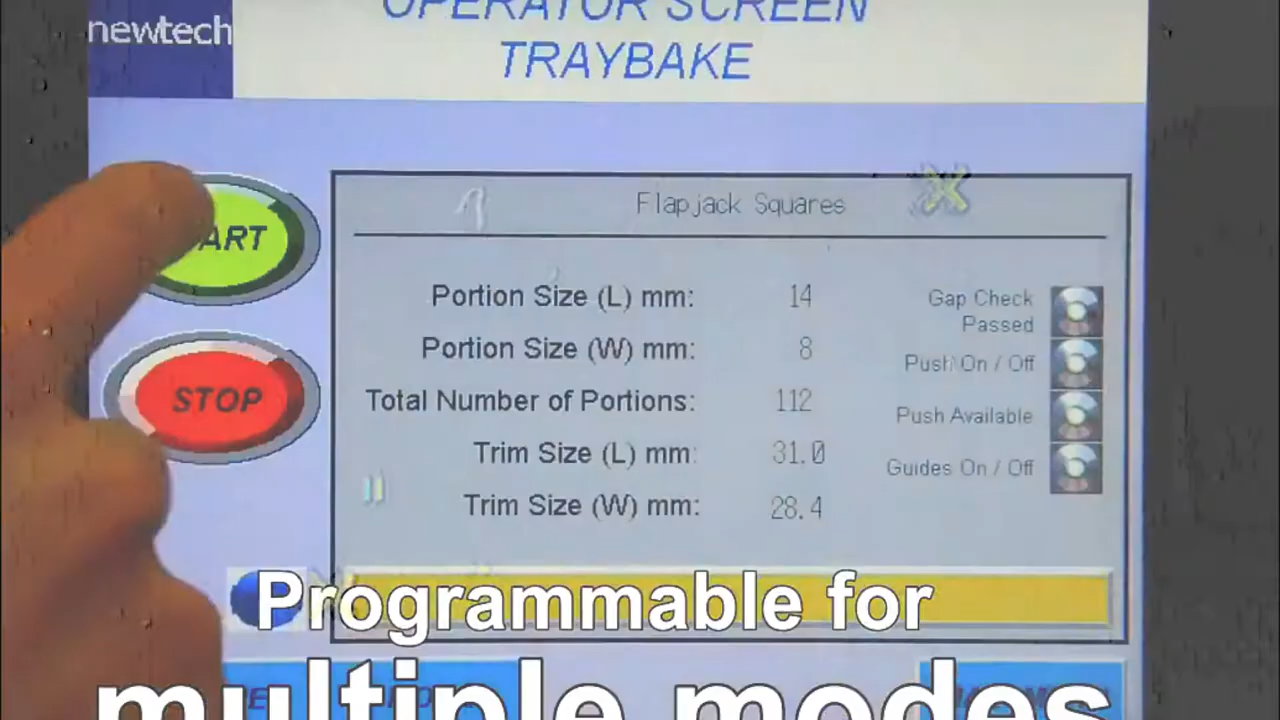 newtech
OPERATOR SCREEN
TRAYBAKE
ART
STOP
Flapjack Squares
Portion Size (L) mm: 14
Portion Size (W) mm: 8
Total Number of Portions: 112
Trim Size (L) mm: 31.0
Trim Size (W) mm: 28.4
Gap Check
Passed
Push On / Off
Push Available
Guides On / Off
Programmable for
multiple modes